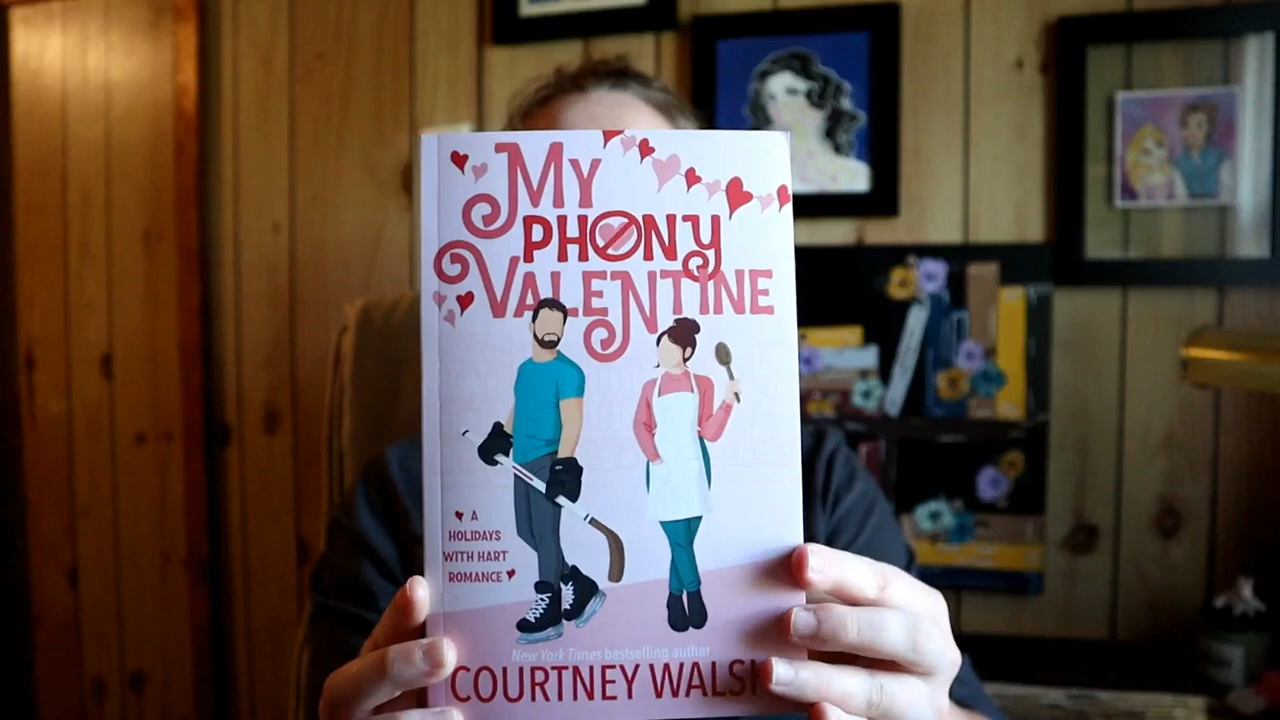 My
PHONY
VALENTINE
A
HOLIDAYS
WITH HART
ROMANCE
New York Times bestselling author
COURTNEY WALSH